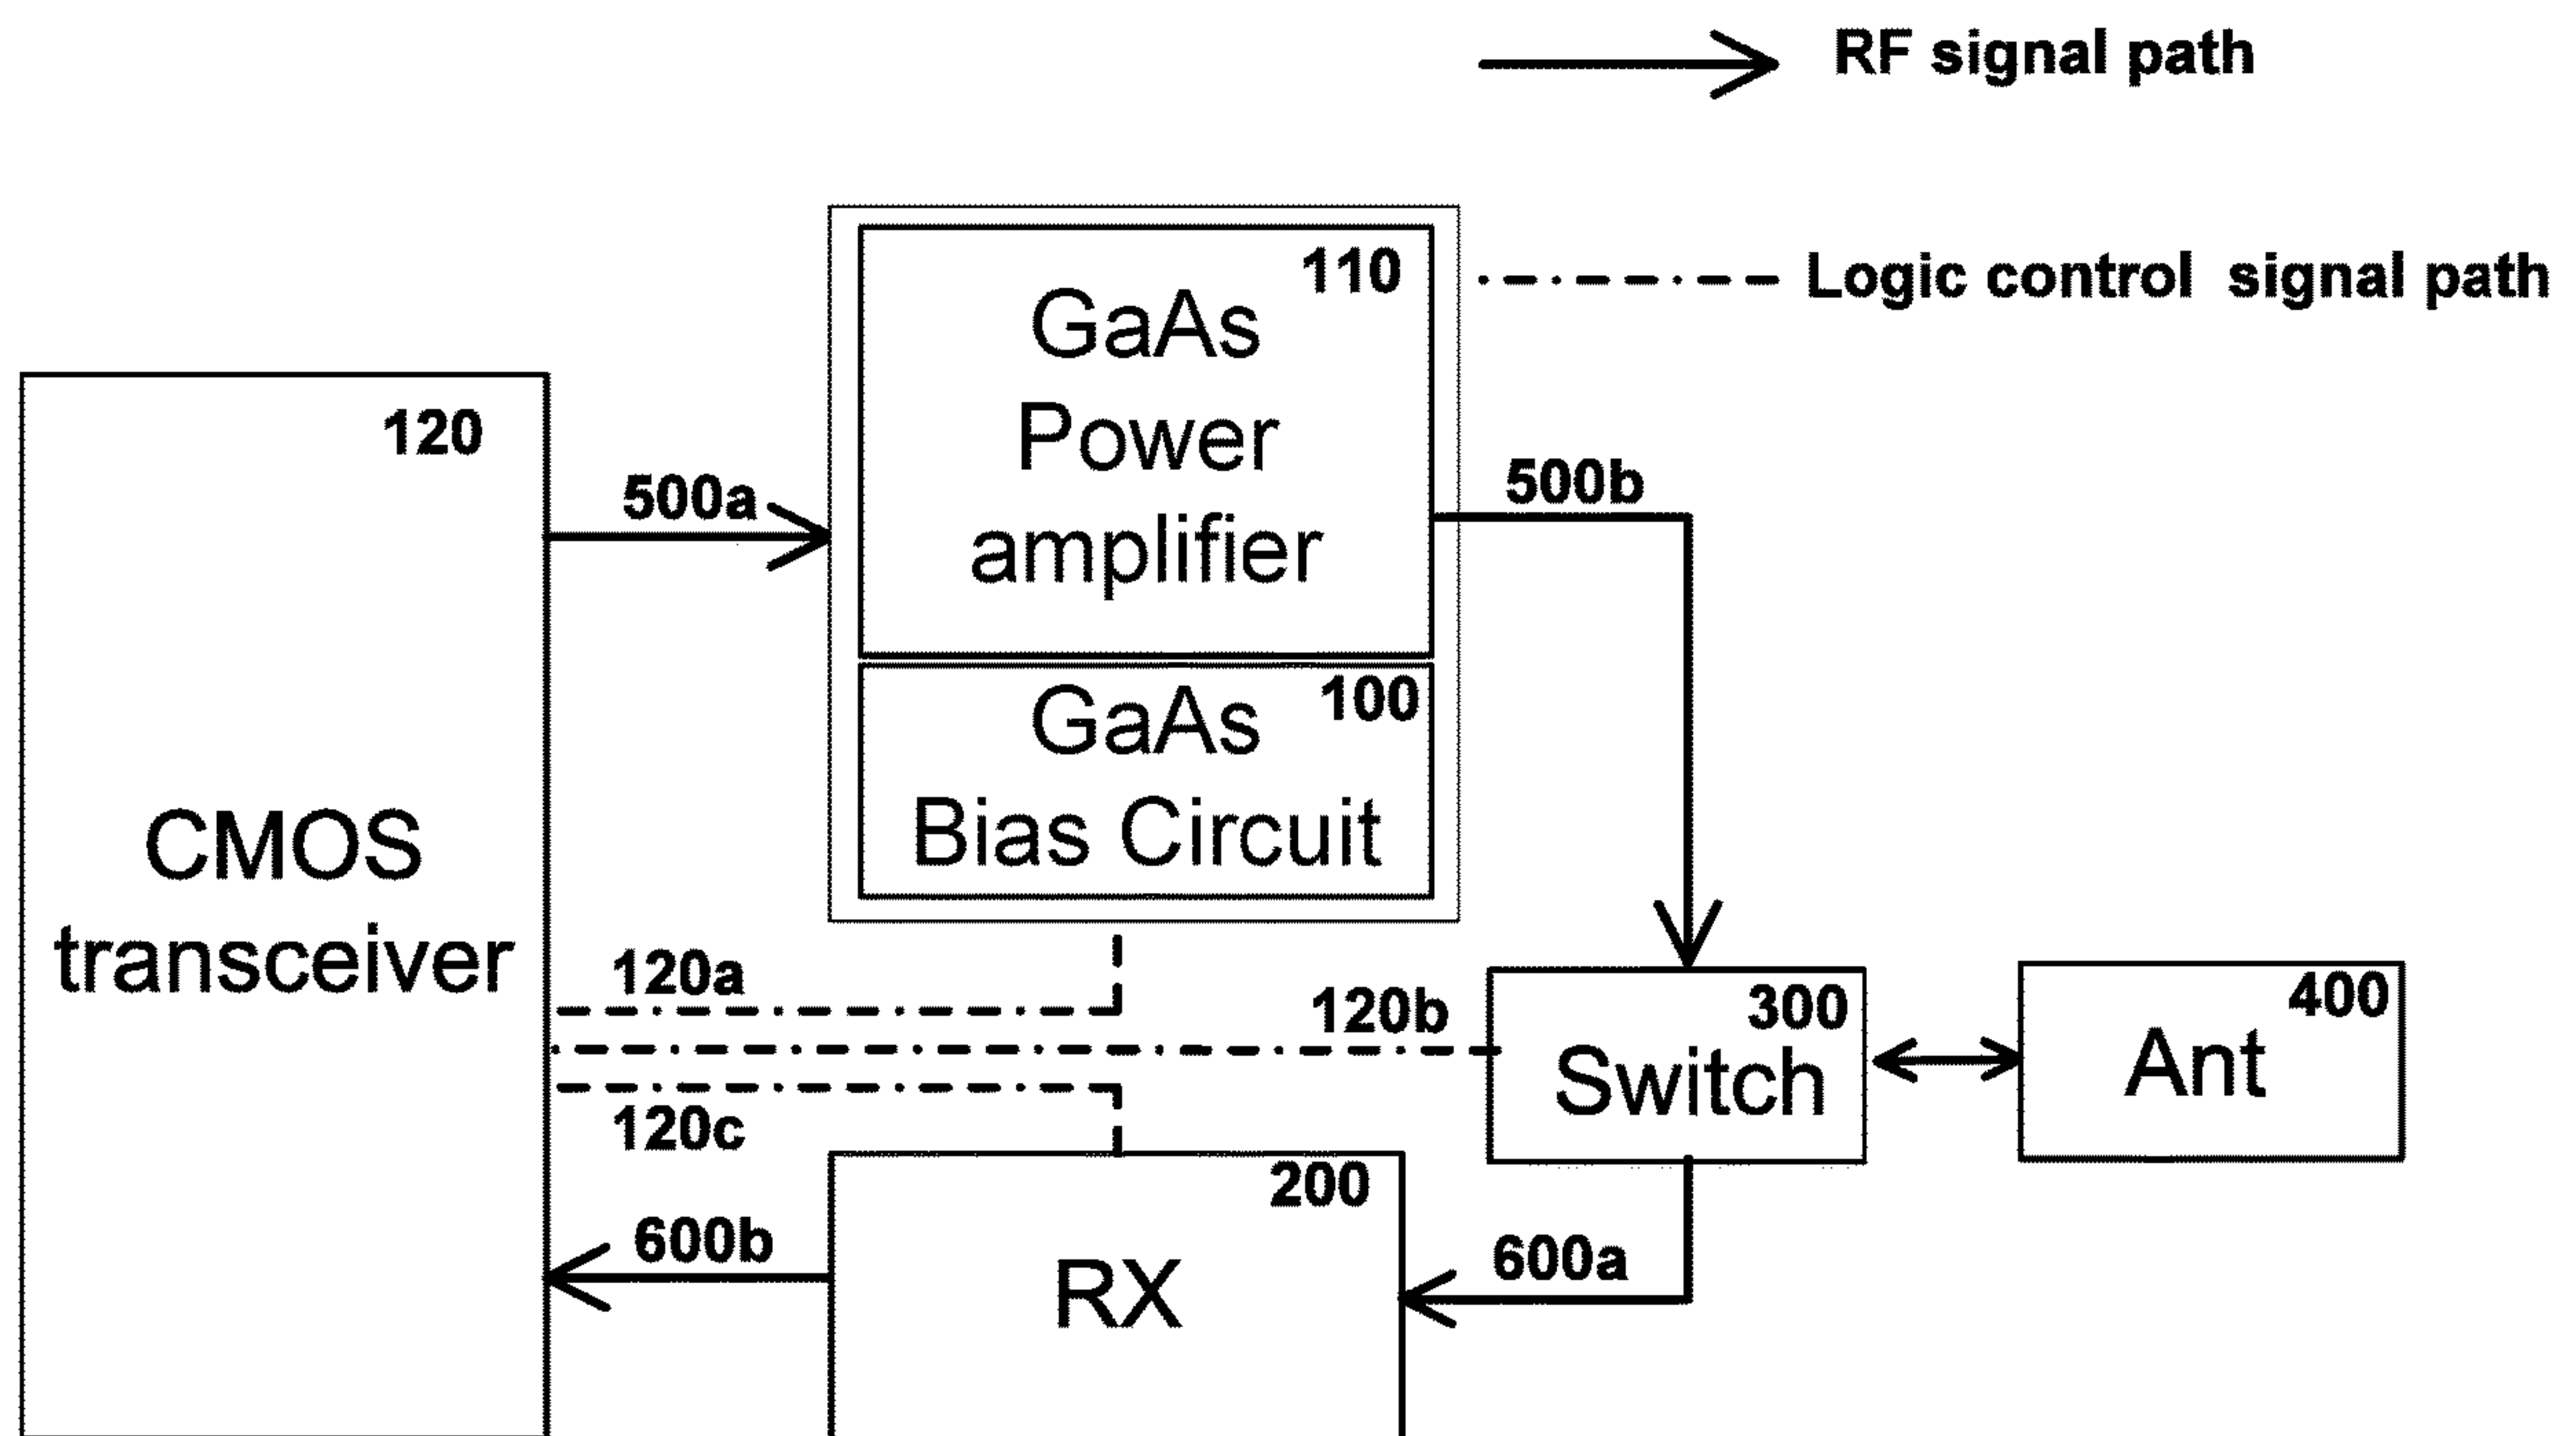 RF signal path
110
GaAs
Power
amplifier
Logic control signal path
120
500a
500b
100
GaAs
Bias Circuit
CMOS
transceiver
120a
120b
300
Switch
400
Ant
120c
200
RX
600b
600a